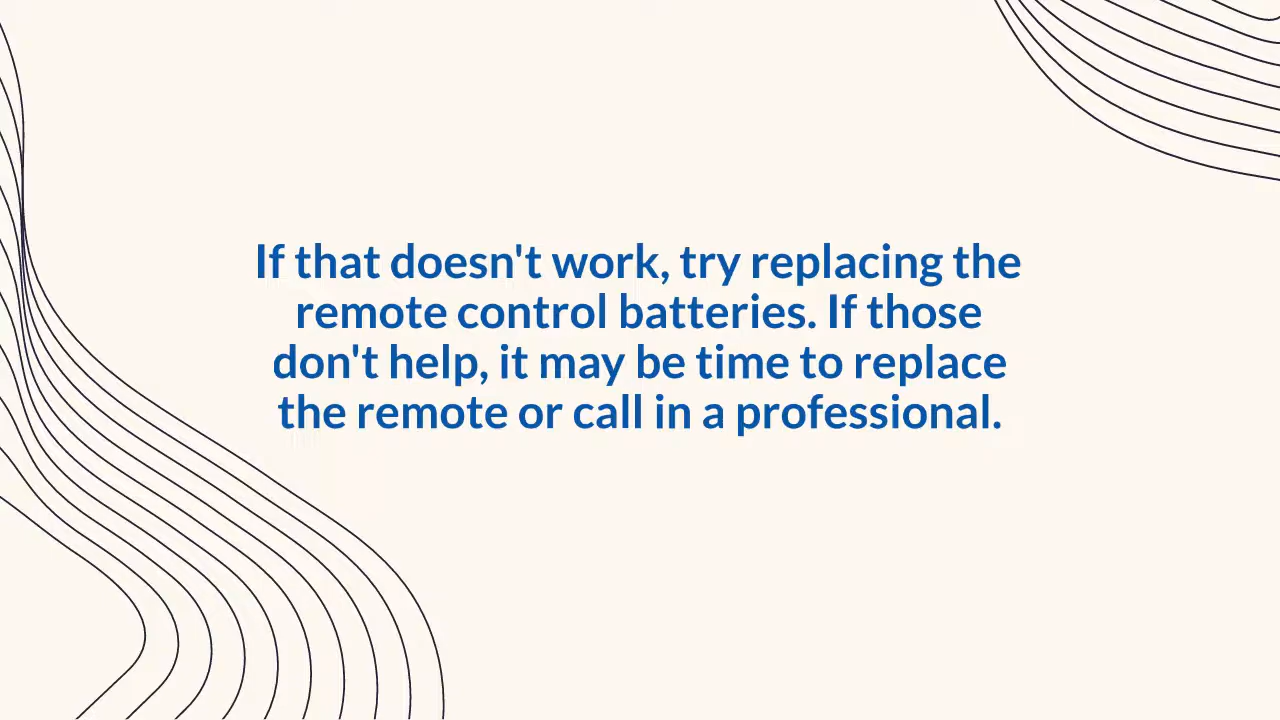 If that doesn't work, try replacing the
remote control batteries. If those
don't help, it may be time to replace
the remote or call in a professional.